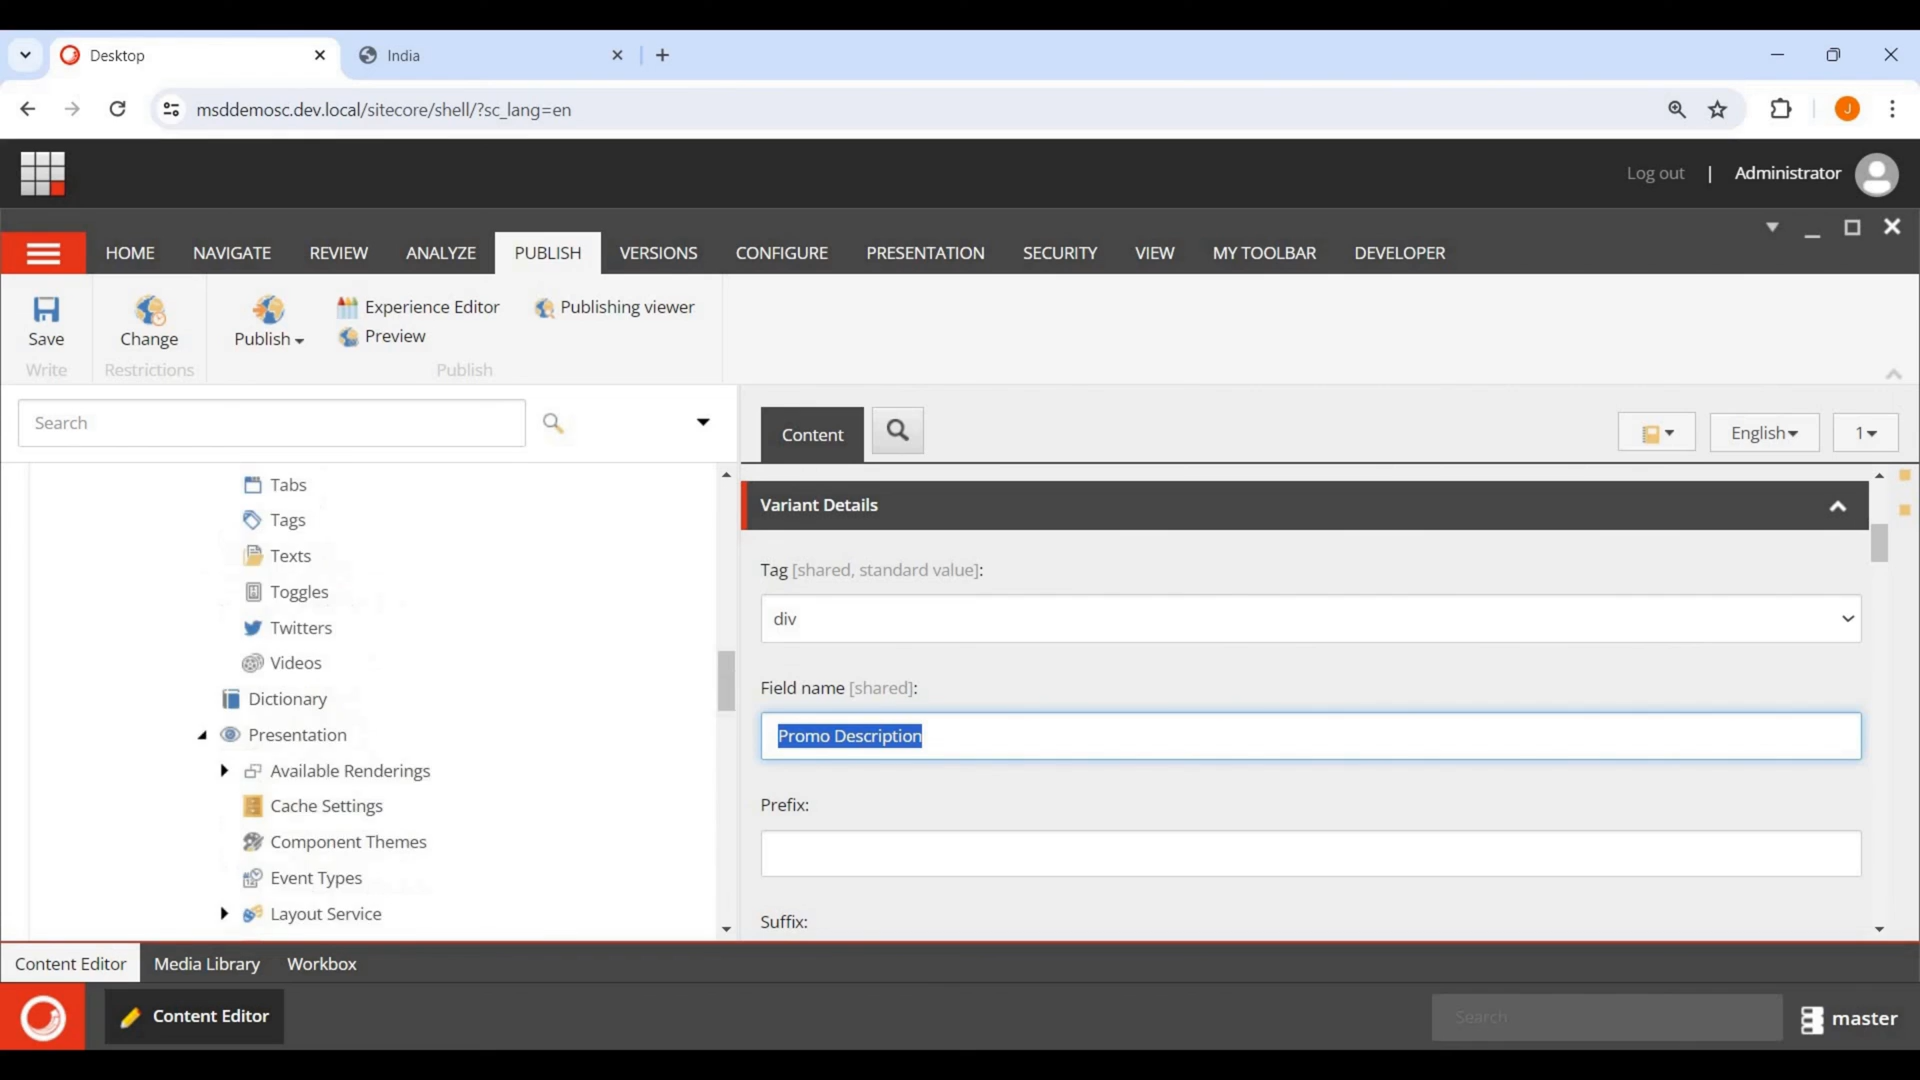 Desktop
India
msddemosc.dev.local/sitecore/shell/?sc_lang=en
J
Log out | Administrator
HOME NAVIGATE REVIEW ANALYZE PUBLISH VERSIONS CONFIGURE PRESENTATION SECURITY VIEW MY TOOLBAR DEVELOPER
Experience Editor Publishing viewer
Save Change Publish Preview
Write Restrictions Publish
Search
Content
English 1
Tabs
Tags
Texts
Toggles
Twitters
Videos
Dictionary
Presentation
Available Renderings
Cache Settings
Component Themes
Event Types
Layout Service
Variant Details
Tag [shared, standard value]:
div
Field name [shared]:
Promo Description
Prefix:
Suffix:
Content Editor Media Library Workbox
Content Editor
Search
master